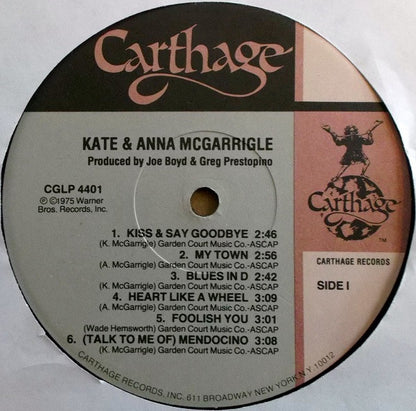 Carthage
KATE & ANNA MCGARRIGLE
Produced by Joe Boyd & Greg Prestopino
CGLP 4401
℗ ©1975 Warner
Bros. Records, Inc.
1. KISS & SAY GOODBYE 2:46
(K. McGarrigle) Garden Court Music Co.-ASCAP
2. MY TOWN 2:56
(A. McGarrigle) Garden Court Music Co.-ASCAP
3. BLUES IN D 2:42
(K. McGarrigle) Garden Court Music Co.-ASCAP
4. HEART LIKE A WHEEL 3:09
(A. McGarrigle) Garden Court Music Co.-ASCAP
5. FOOLISH YOU 3:01
(Wade Hemsworth) Garden Court Music Co.-ASCAP
6. (TALK TO ME OF) MENDOCINO 3:08
(K. McGarrigle) Garden Court Music Co.-ASCAP
Carthage
TM
CARTHAGE RECORDS
SIDE I
CARTHAGE RECORDS, INC. 611 BROADWAY NEW YORK N.Y. 10012